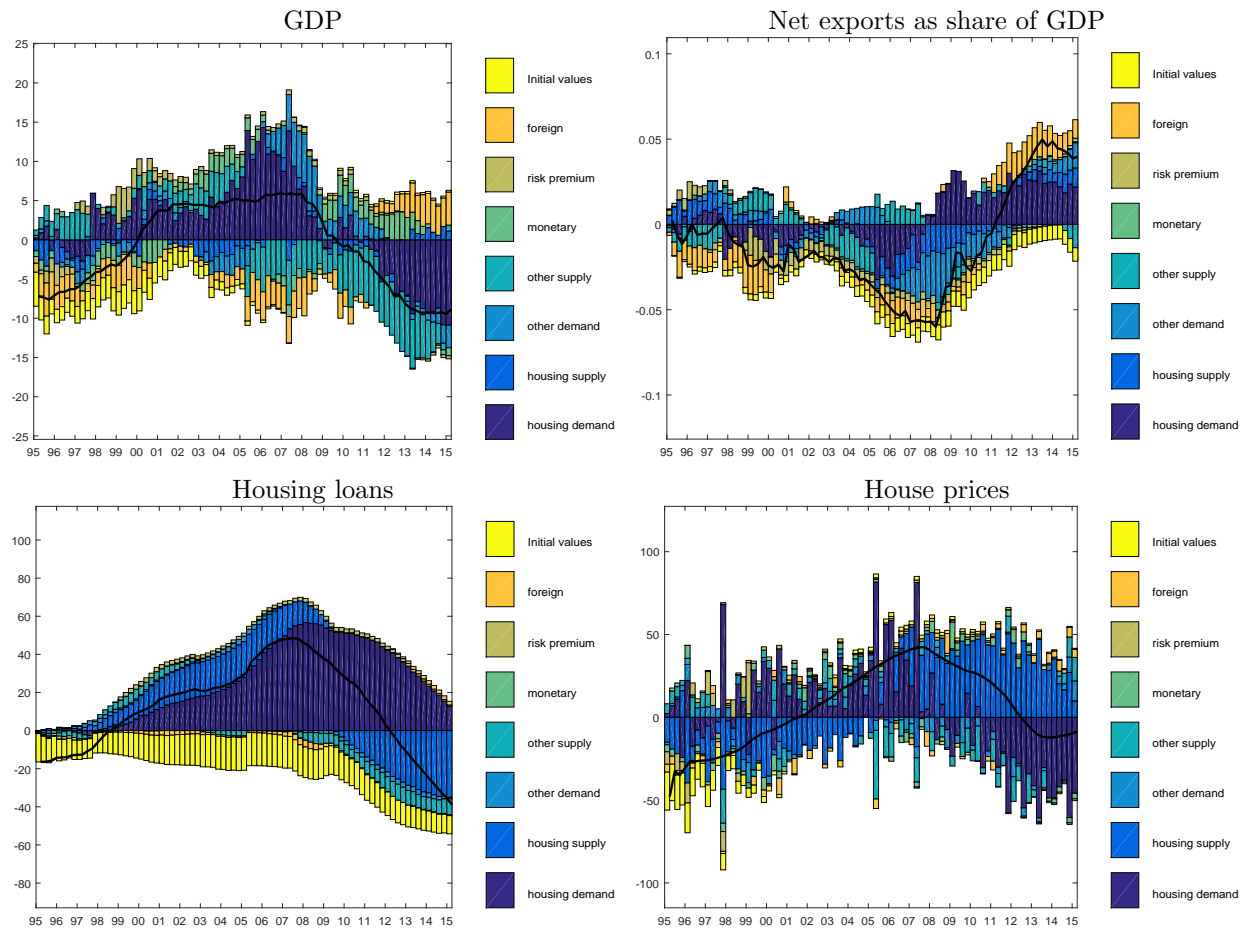 GDP
25
20
15
10
5
0
-5
-10
-15
-20
-25
95 96 97 98 99 00 01 02 03 04 05 06 07 08 09 10 11 12 13 14 15
Initial values
foreign
risk premium
monetary
other supply
other demand
housing supply
housing demand
Net exports as share of GDP
0.1
0.05
0
-0.05
-0.1
95 96 97 98 99 00 01 02 03 04 05 06 07 08 09 10 11 12 13 14 15
Initial values
foreign
risk premium
monetary
other supply
other demand
housing supply
housing demand
Housing loans
100
80
60
40
20
0
-20
-40
-60
-80
95 96 97 98 99 00 01 02 03 04 05 06 07 08 09 10 11 12 13 14 15
Initial values
foreign
risk premium
monetary
other supply
other demand
housing supply
housing demand
House prices
100
50
0
-50
-100
95 96 97 98 99 00 01 02 03 04 05 06 07 08 09 10 11 12 13 14 15
Initial values
foreign
risk premium
monetary
other supply
other demand
housing supply
housing demand